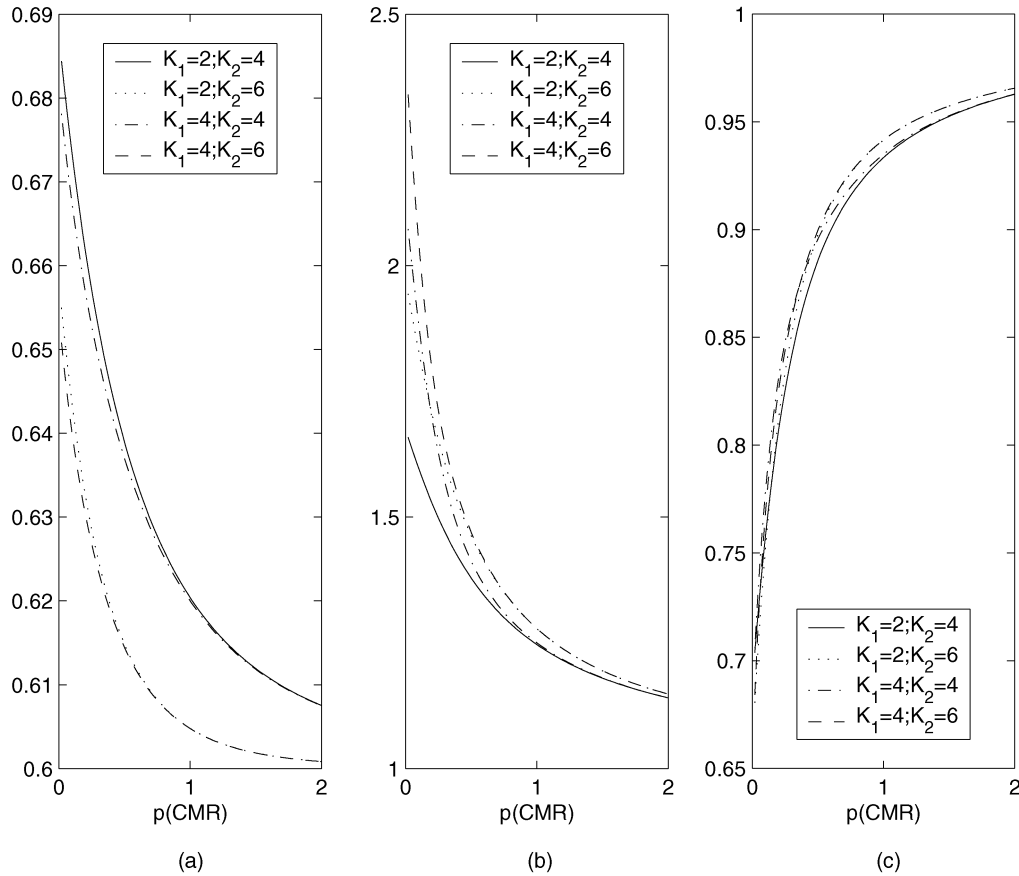 0.69
0.68
0.67
0.66
0.65
0.64
0.63
0.62
0.61
0.6
0 1 2
p(CMR)
(a)
K1=2;K2=4
K1=2;K2=6
K1=4;K2=4
K1=4;K2=6
2.5
2
1.5
1
0 1 2
p(CMR)
(b)
K1=2;K2=4
K1=2;K2=6
K1=4;K2=4
K1=4;K2=6
1
0.95
0.9
0.85
0.8
0.75
0.7
0.65
0 1 2
p(CMR)
(c)
K1=2;K2=4
K1=2;K2=6
K1=4;K2=4
K1=4;K2=6